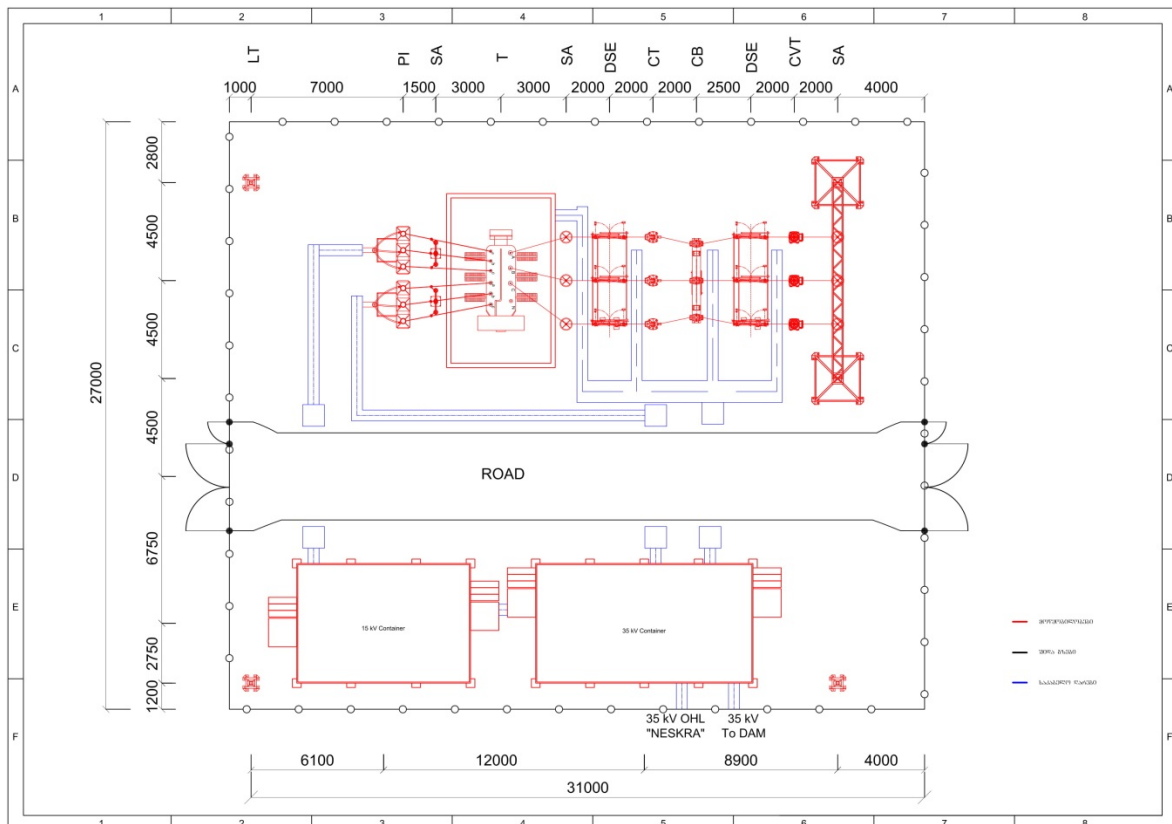 1 2 3 4 5 6 7 8
LT PI SA T SA DSE CT CB DSE CVT SA
1000 7000 1500 3000 3000 2000 2000 2000 2500 2000 2000 4000
A A
2800
B B
4500
27000
C C
4500
4500
D D
ROAD
6750
E E
15 kV Container
35 kV Container
2750
1200
F F
35 kV OHL
"NESKRA"
35 kV
To DAM
6100 12000 8900 4000
31000
1 2 3 4 5 6 7 8